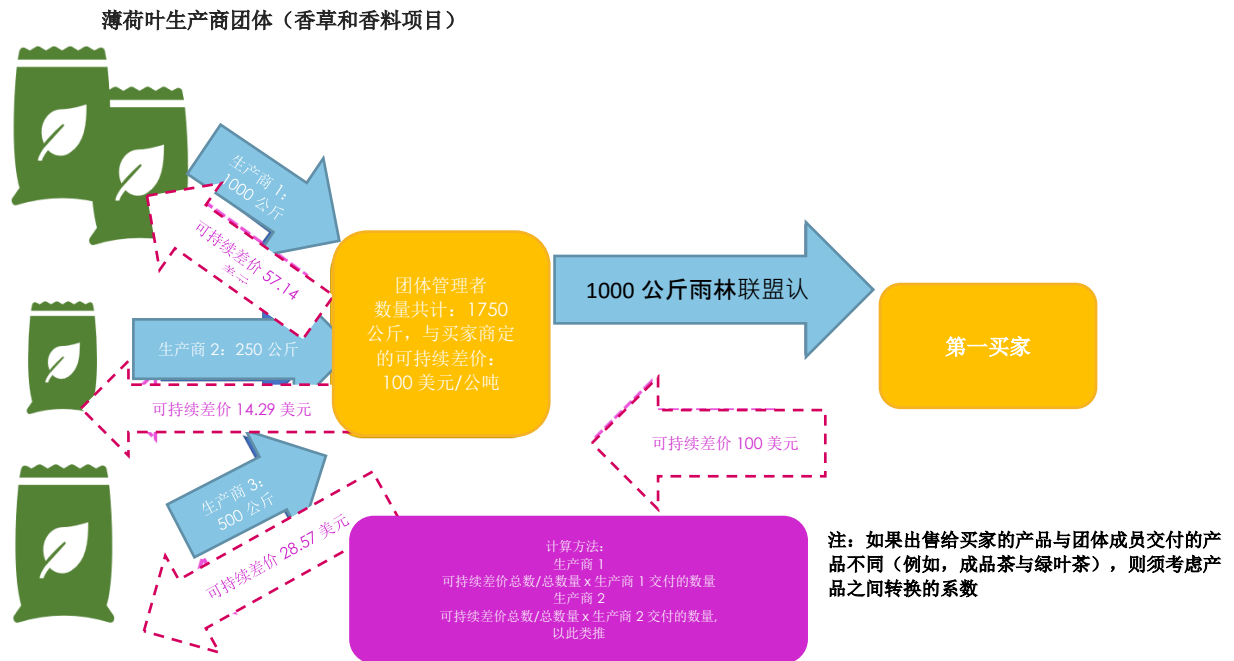 薄荷叶生产商团体（香草和香料项目）
生产商 1：
1000 公斤
可持续差价 57.14
生产商 2：250 公斤
可持续差价 14.29 美元
生产商 3：
500 公斤
可持续差价 28.57 美元
团体管理者
数量共计：1750
公斤，与买家商定
的可持续差价：
100 美元/公吨
1000 公斤雨林联盟认
第一买家
可持续差价 100 美元
计算方法：
生产商 1
可持续差价总数/总数量 x 生产商 1 交付的数量
生产商 2
可持续差价总数/总数量 x 生产商 2 交付的数量,
以此类推
注：如果出售给买家的产品与团体成员交付的产
品不同（例如，成品茶与绿叶茶），则须考虑产
品之间转换的系数